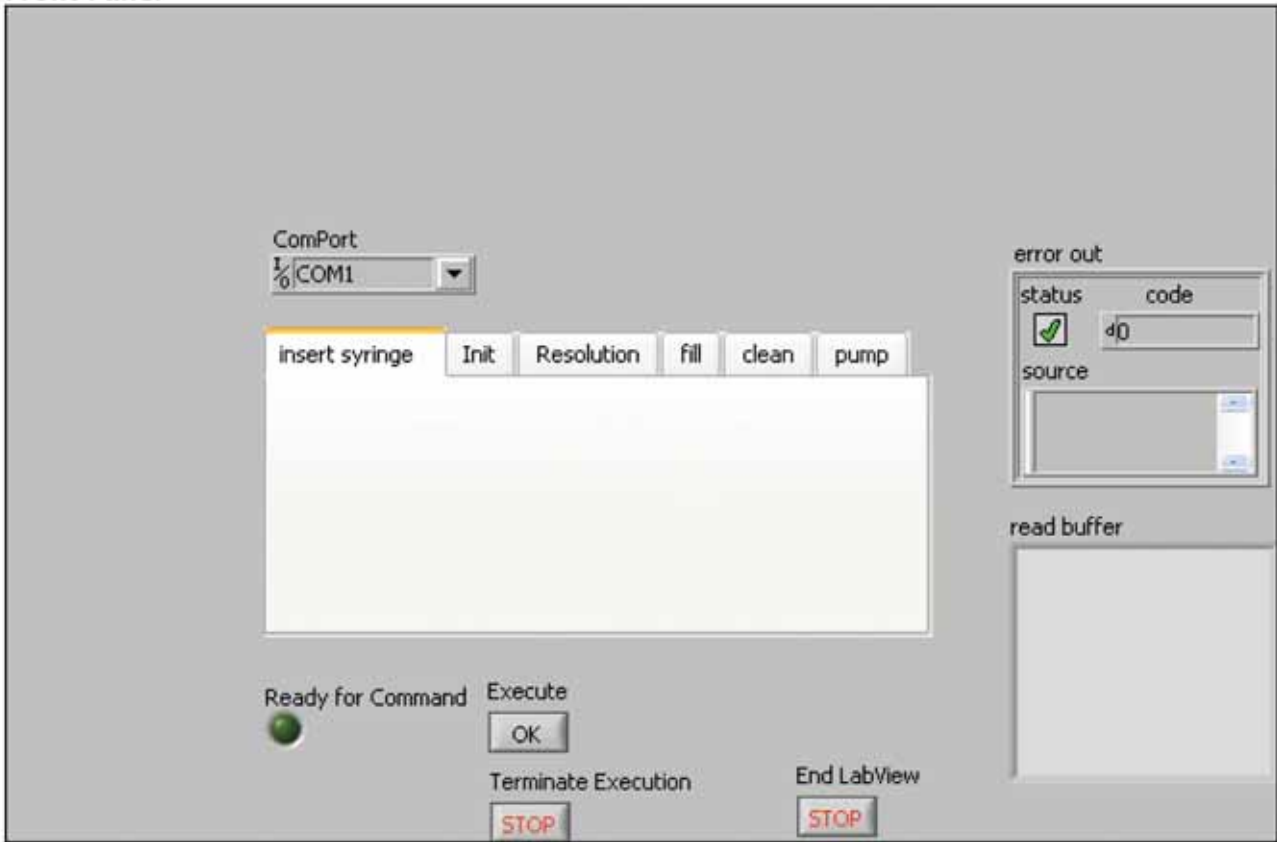 ComPort
I/O COM1
insert syringe Init Resolution fill clean pump
error out
status code
d0
source
read buffer
Ready for Command
Execute
OK
Terminate Execution
STOP
End LabView
STOP